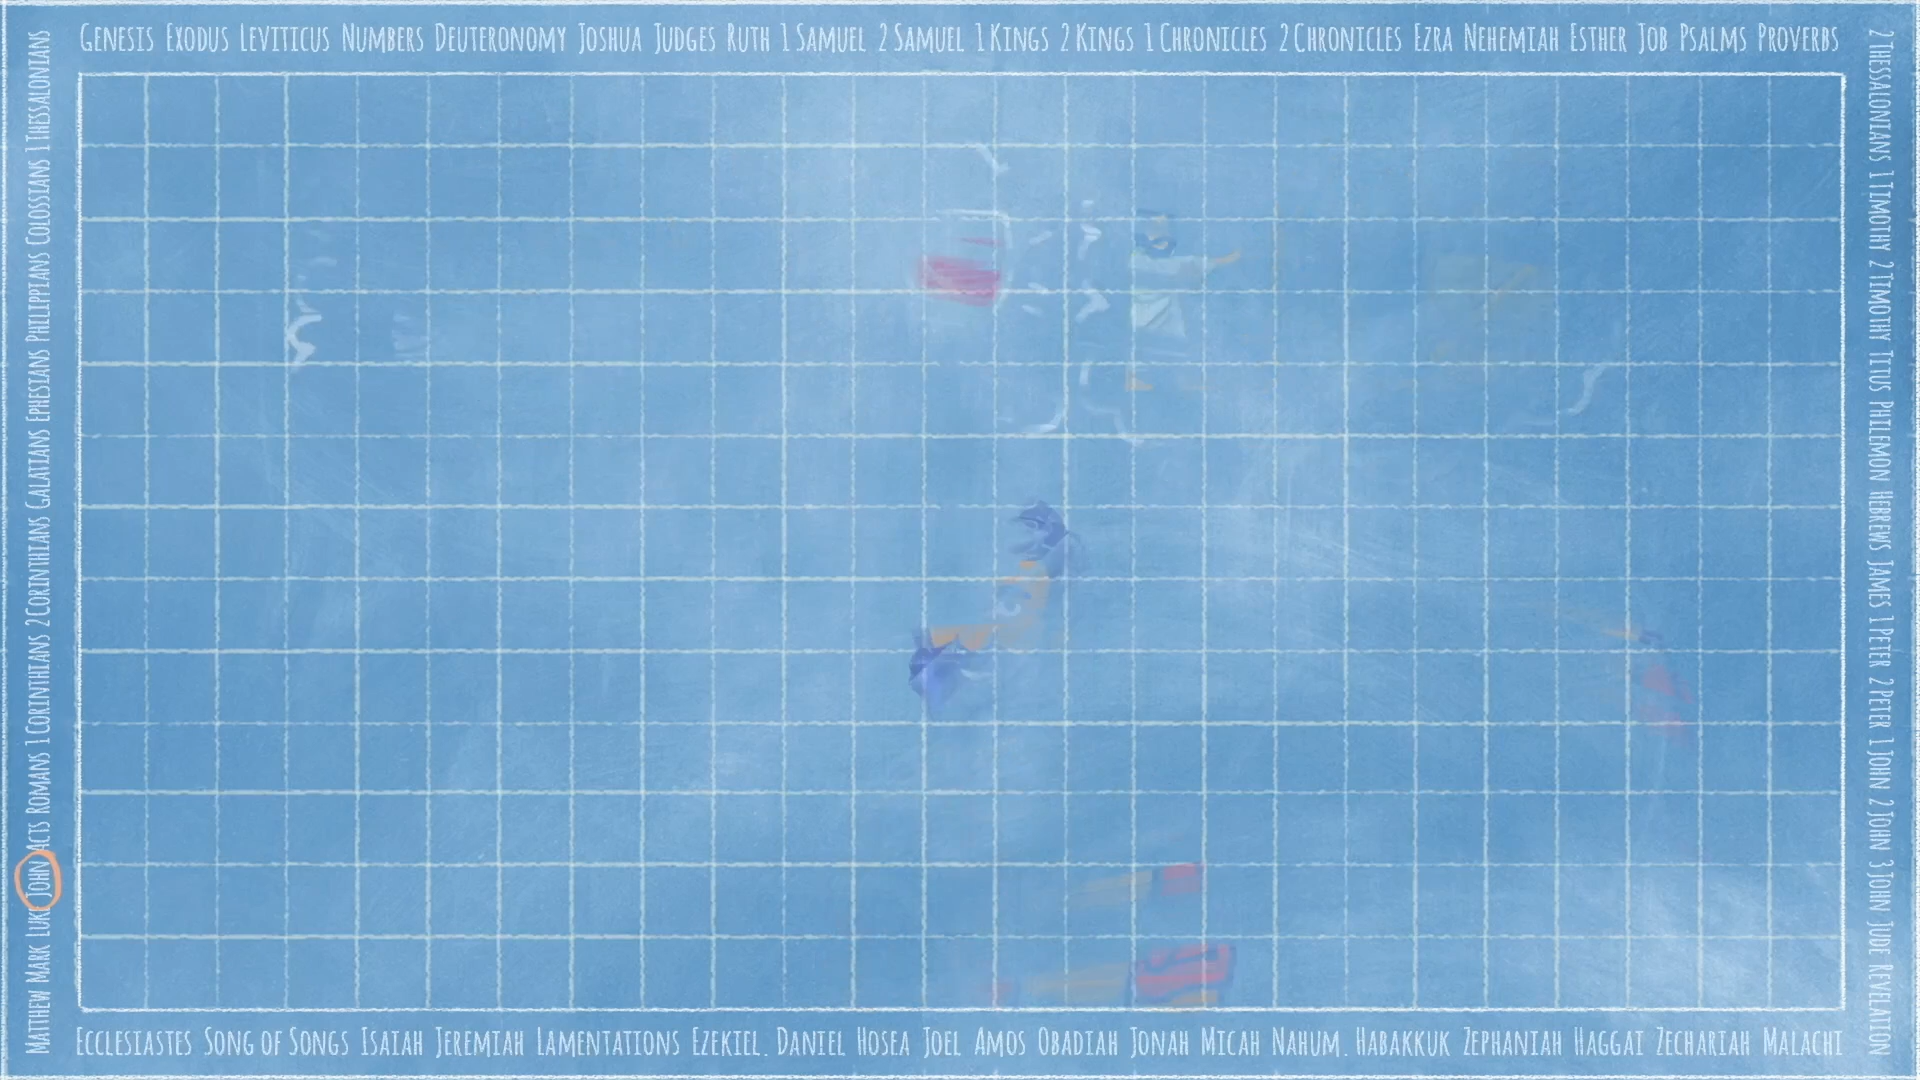 GENESIS EXODUS LEVITICUS NUMBERS DEUTERONOMY JOSHUA JUDGES RUTH 1 SAMUEL 2 SAMUEL 1 KINGS 2 KINGS 1 CHRONICLES 2 CHRONICLES EZRA NEHEMIAH ESTHER JOB PSALMS PROVERBS
ECCLESIASTES SONG OF SONGS ISAIAH JEREMIAH LAMENTATIONS EZEKIEL. DANIEL HOSEA JOEL AMOS OBADIAH JONAH MICAH NAHUM. HABAKKUK ZEPHANIAH HAGGAI ZECHARIAH MALACHI
MATTHEW MARK LUKE JOHN ACTS ROMANS 1 CORINTHIANS 2 CORINTHIANS GALATIANS EPHESIANS PHILIPPIANS COLOSSIANS 1 THESSALONIANS
2 THESSALONIANS 1 TIMOTHY 2 TIMOTHY TITUS PHILEMON HEBREWS JAMES 1 PETER 2 PETER 1 JOHN 2 JOHN 3 JOHN JUDE REVELATION